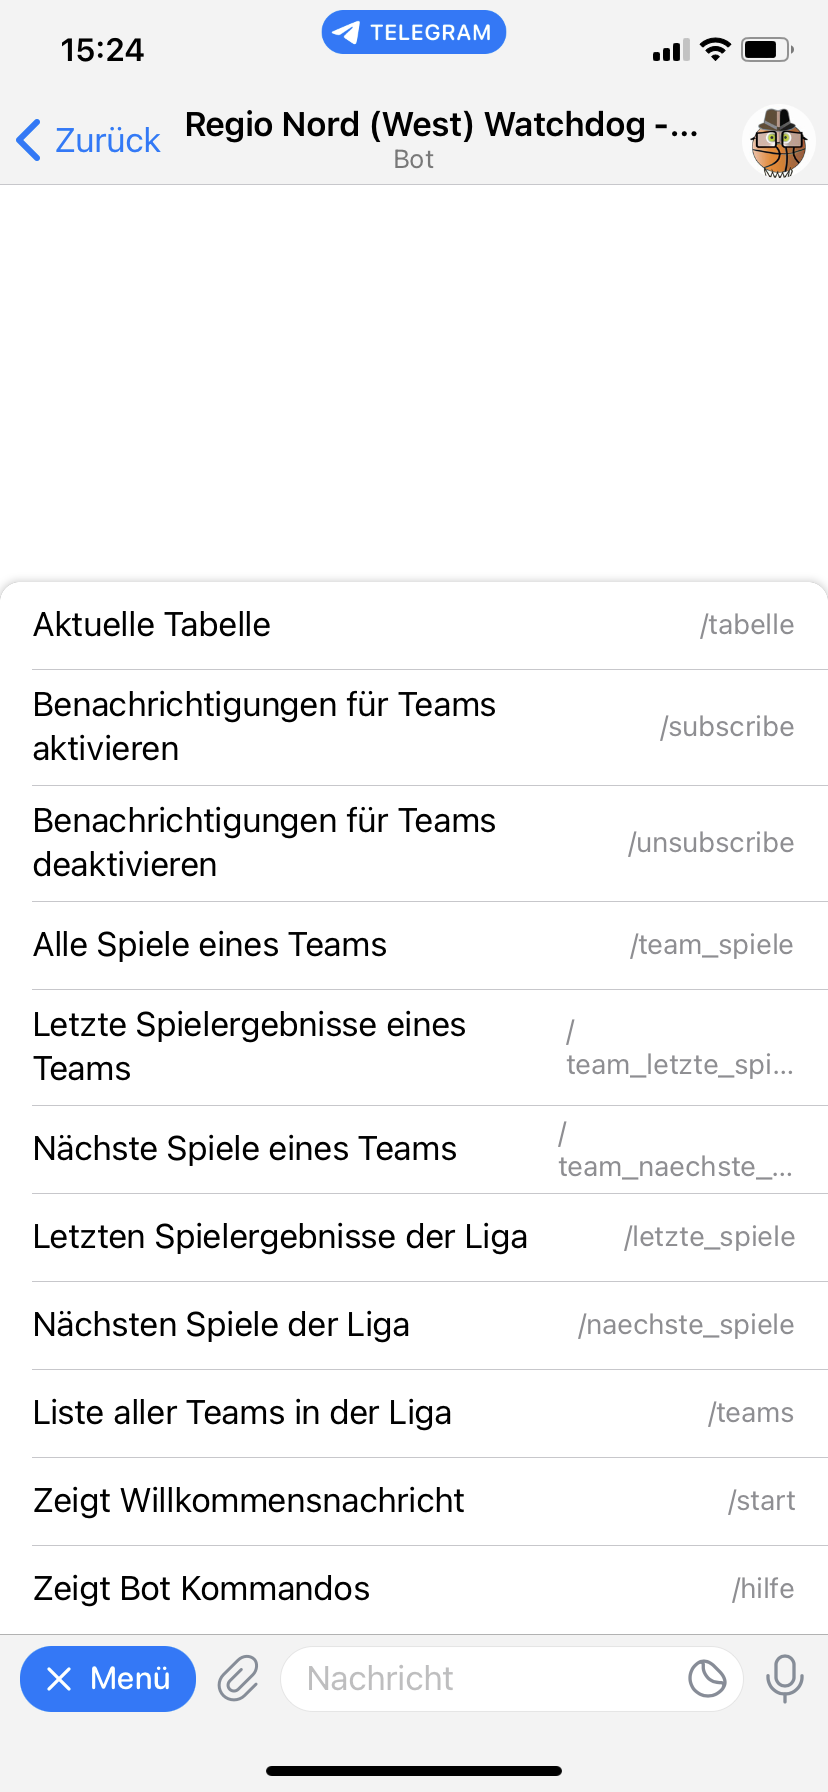 15:24
TELEGRAM
Zurück
Regio Nord (West) Watchdog -...
Bot
Aktuelle Tabelle
/tabelle
Benachrichtigungen für Teams
aktivieren
/subscribe
Benachrichtigungen für Teams
deaktivieren
/unsubscribe
Alle Spiele eines Teams
/team_spiele
Letzte Spielergebnisse eines
Teams
/
team_letzte_spi...
Nächste Spiele eines Teams
/
team_naechste_...
Letzten Spielergebnisse der Liga
/letzte_spiele
Nächsten Spiele der Liga
/naechste_spiele
Liste aller Teams in der Liga
/teams
Zeigt Willkommensnachricht
/start
Zeigt Bot Kommandos
/hilfe
Menü
Nachricht